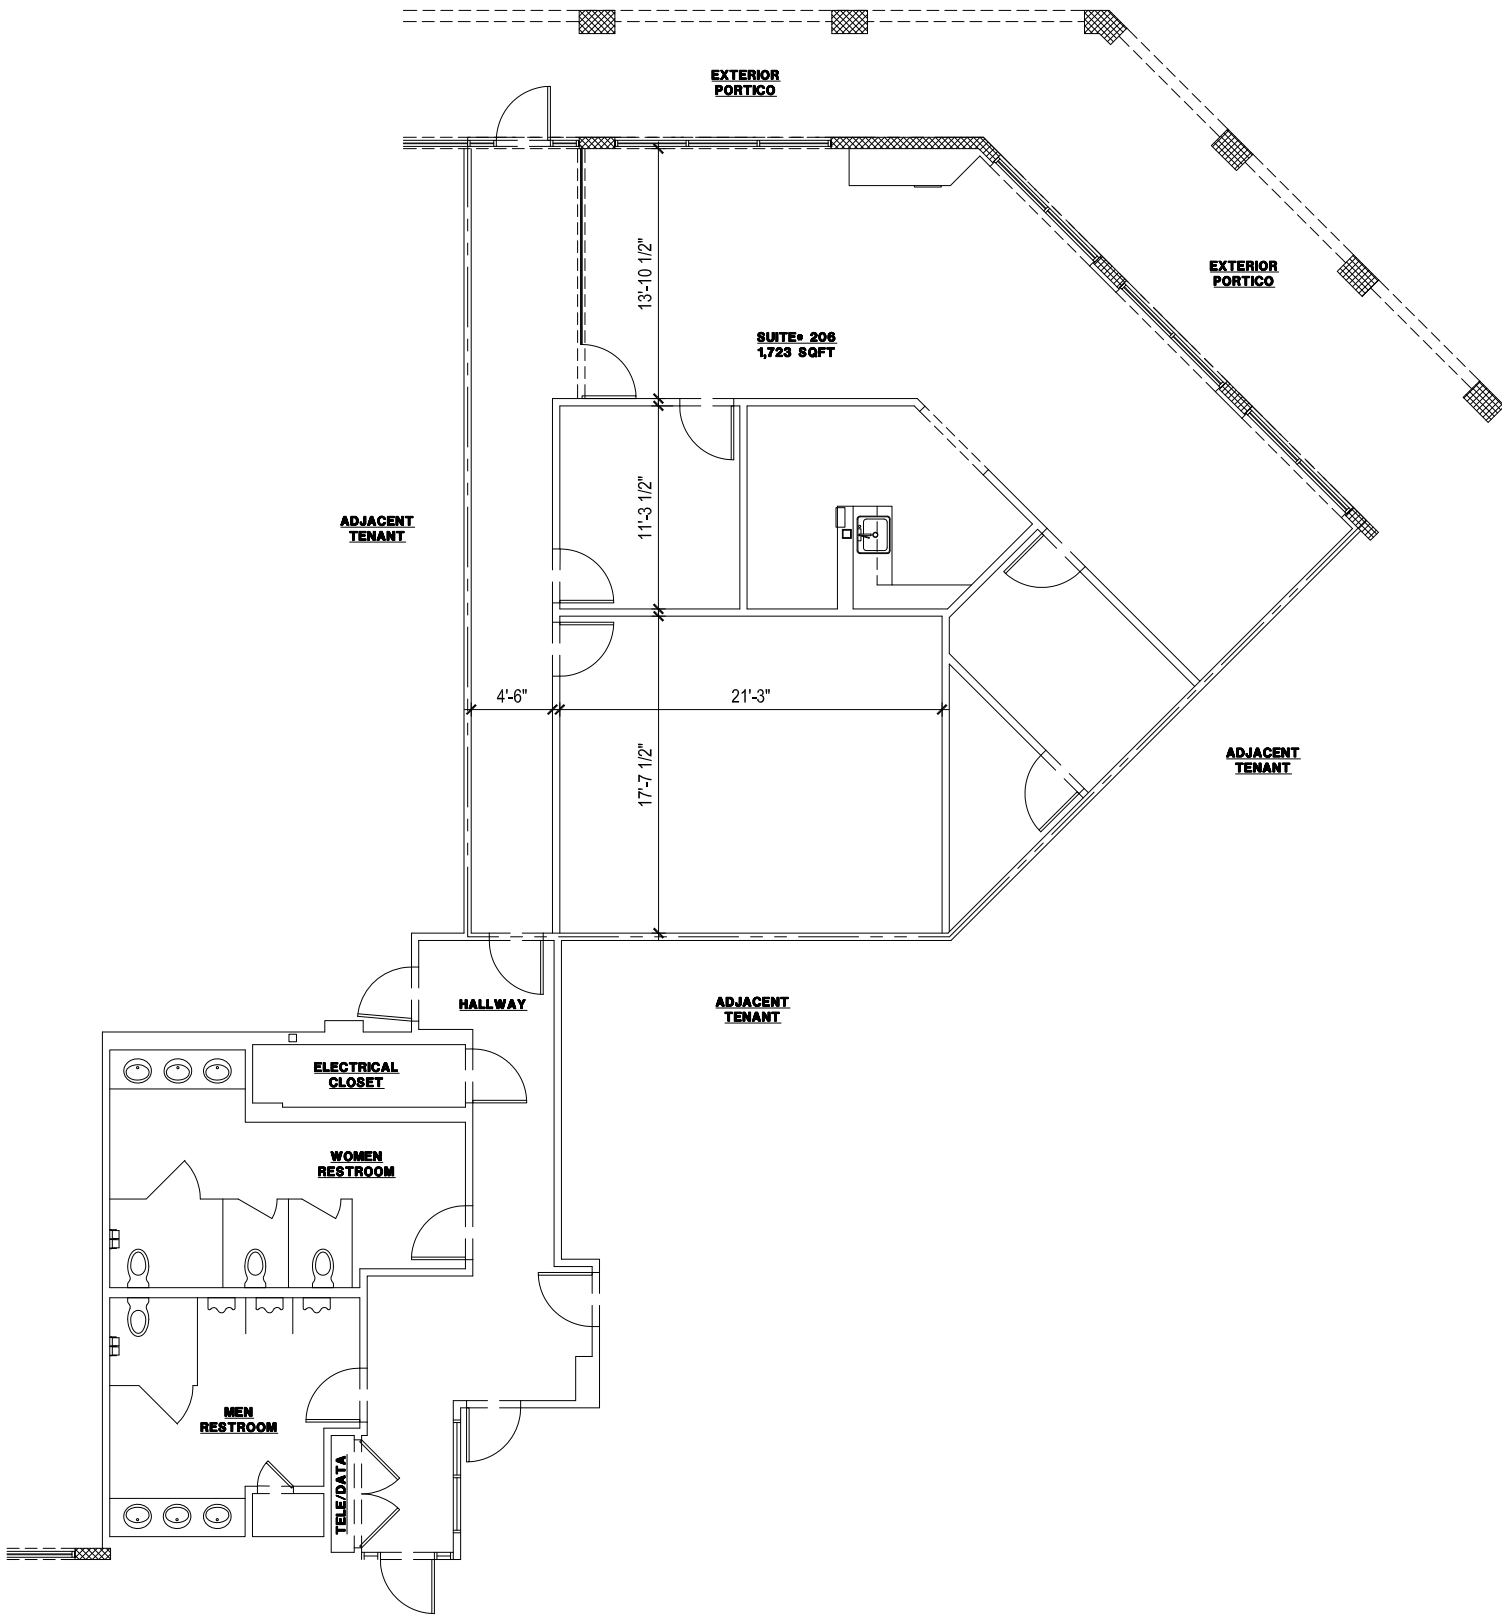 EXTERIOR
PORTICO
EXTERIOR
PORTICO
13'-10 1/2"
SUITE# 206
1,723 SQFT
11'-3 1/2"
ADJACENT
TENANT
4'-6"
21'-3"
17'-7 1/2"
ADJACENT
TENANT
HALLWAY
ADJACENT
TENANT
ELECTRICAL
CLOSET
WOMEN
RESTROOM
MEN
RESTROOM
TELE/DATA